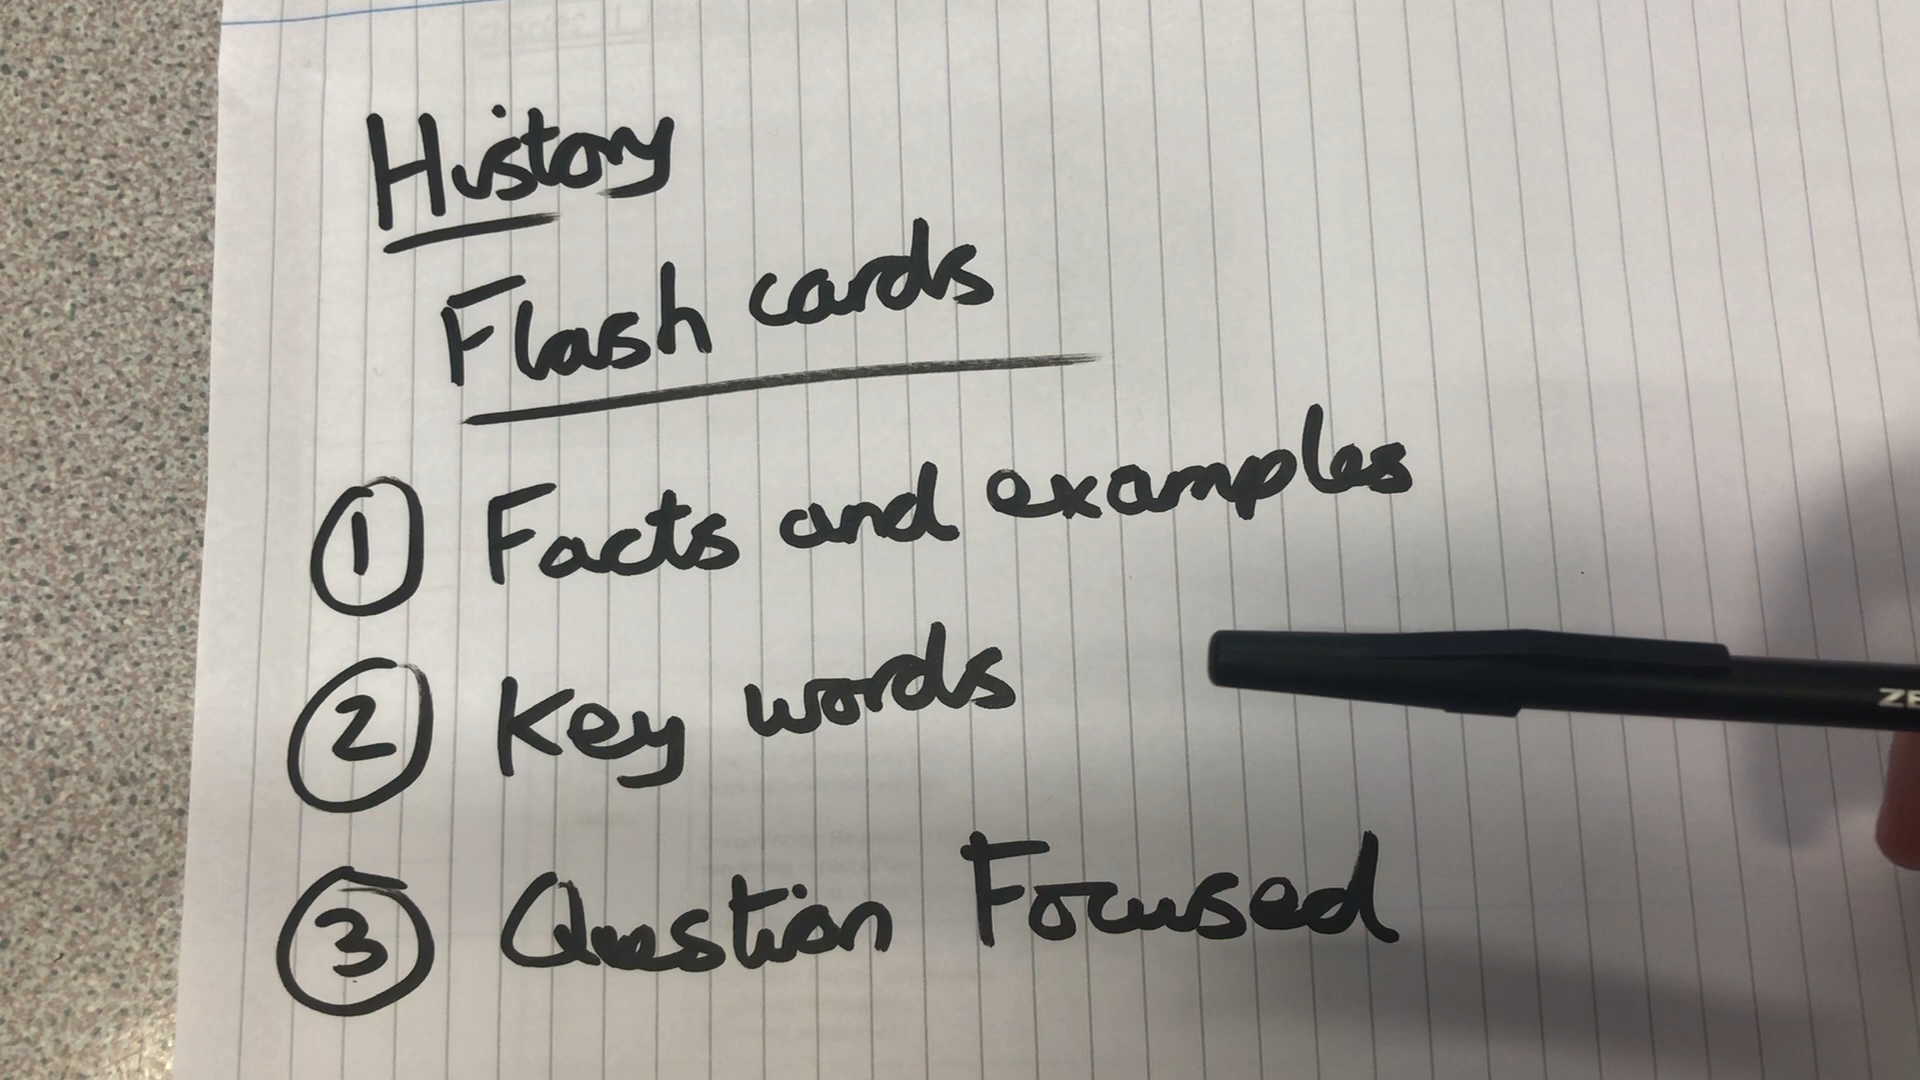 History
Flash cards
1 Facts and examples
2 Key words
3 Question Focused